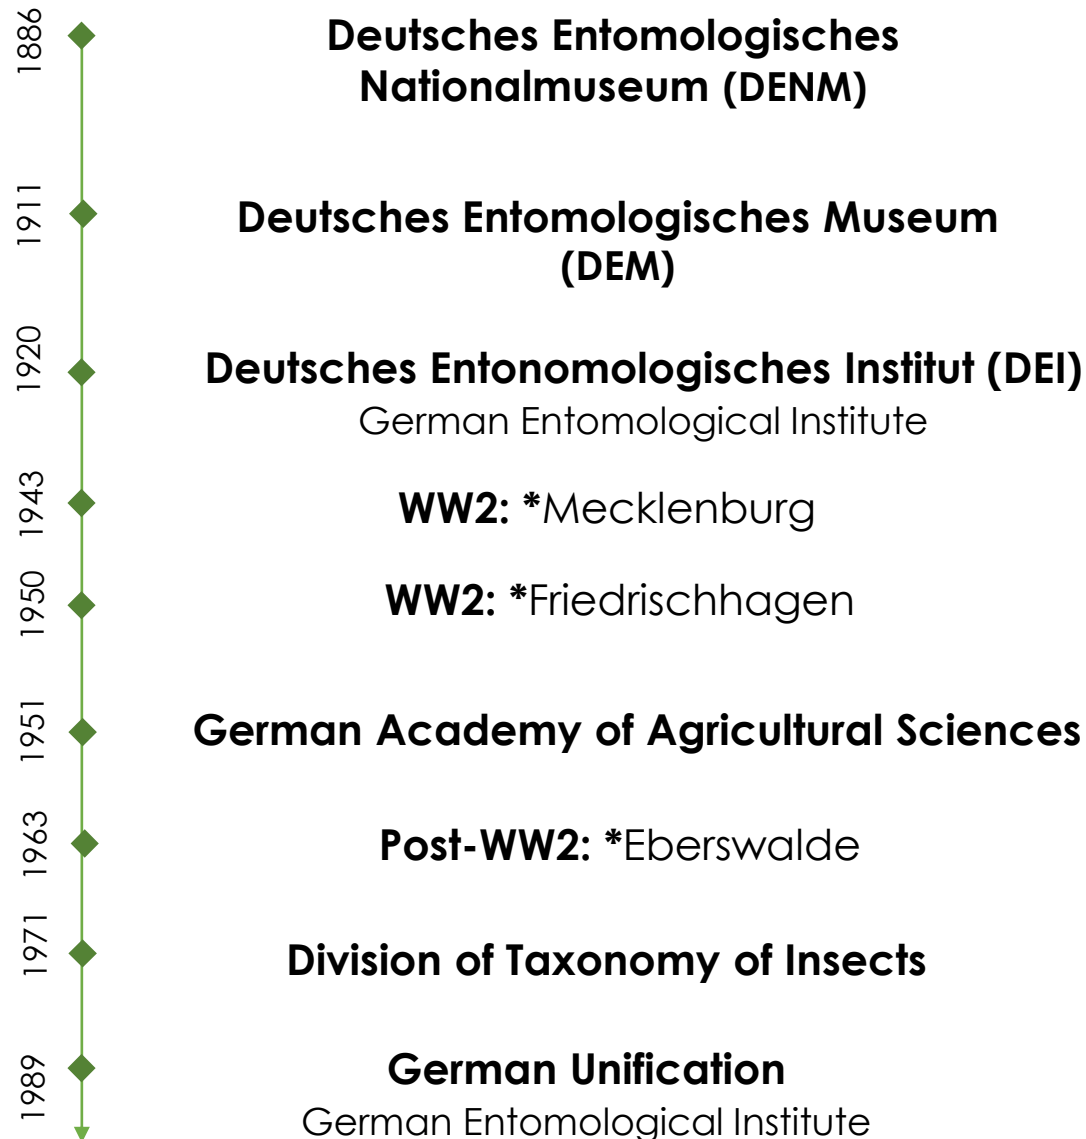 1886
Deutsches Entomologisches
Nationalmuseum (DENM)
1911
Deutsches Entomologisches Museum
(DEM)
1920
Deutsches Entonomologisches Institut (DEI)
German Entomological Institute
1943
WW2: *Mecklenburg
1950
WW2: *Friedrischhagen
1951
German Academy of Agricultural Sciences
1963
Post-WW2: *Eberswalde
1971
Division of Taxonomy of Insects
1989
German Unification
German Entomological Institute